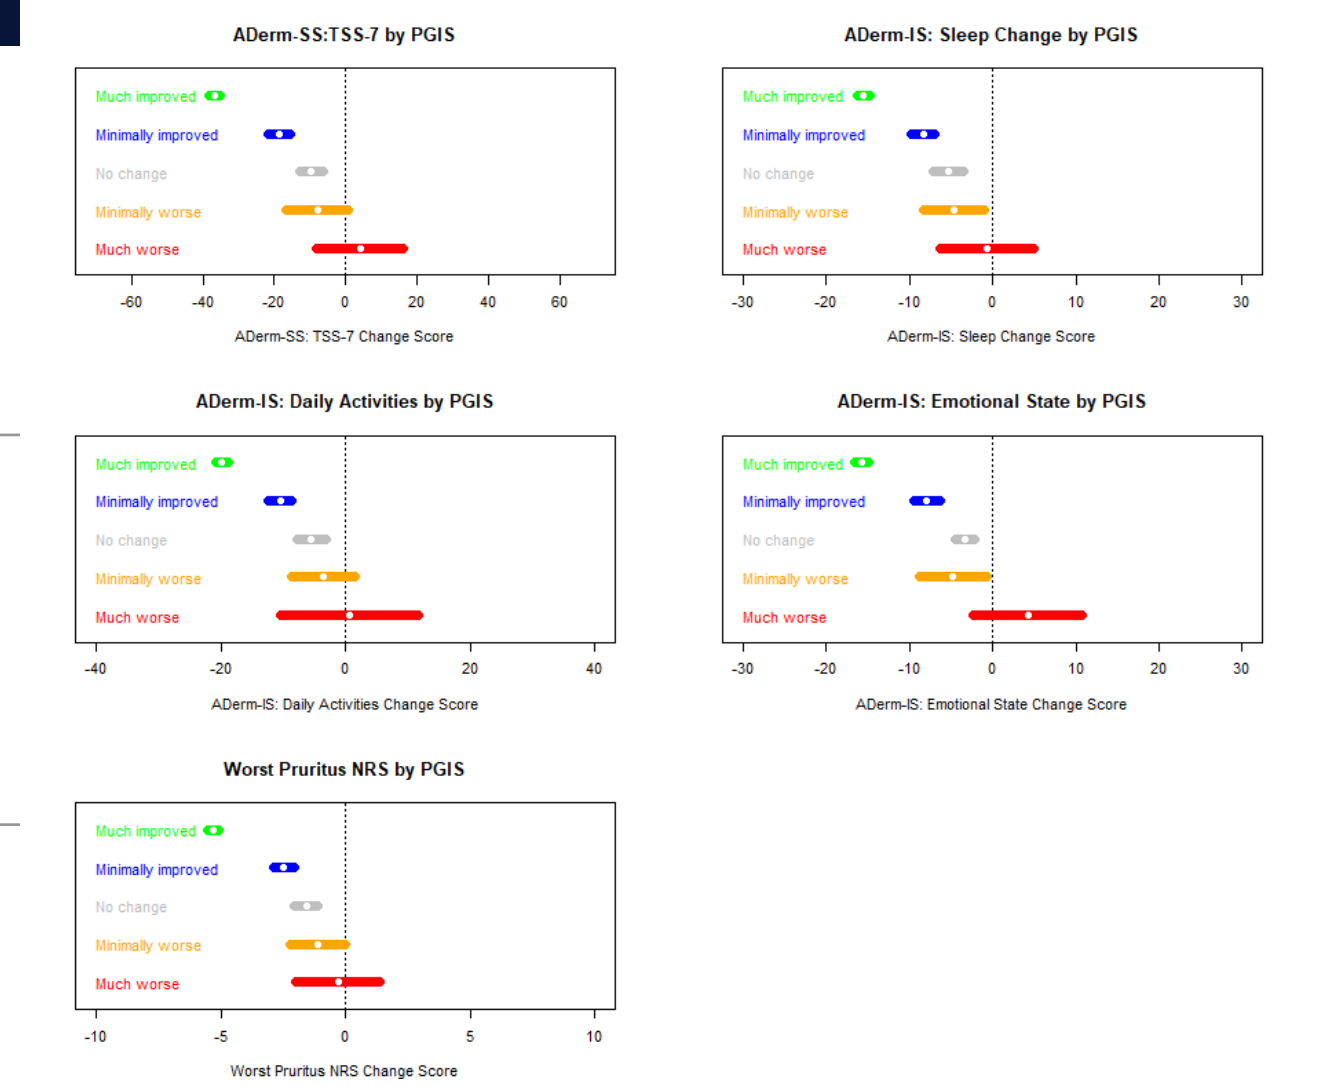 ADerm-SS:TSS-7 by PGIS
Much improved
Minimally improved
No change
Minimally worse
Much worse
-60 -40 -20 0 20 40 60
ADerm-SS: TSS-7 Change Score
ADerm-IS: Sleep Change by PGIS
Much improved
Minimally improved
No change
Minimally worse
Much worse
-30 -20 -10 0 10 20 30
ADerm-IS: Sleep Change Score
ADerm-IS: Daily Activities by PGIS
Much improved
Minimally improved
No change
Minimally worse
Much worse
-40 -20 0 20 40
ADerm-IS: Daily Activities Change Score
ADerm-IS: Emotional State by PGIS
Much improved
Minimally improved
No change
Minimally worse
Much worse
-30 -20 -10 0 10 20 30
ADerm-IS: Emotional State Change Score
Worst Pruritus NRS by PGIS
Much improved
Minimally improved
No change
Minimally worse
Much worse
-10 -5 0 5 10
Worst Pruritus NRS Change Score